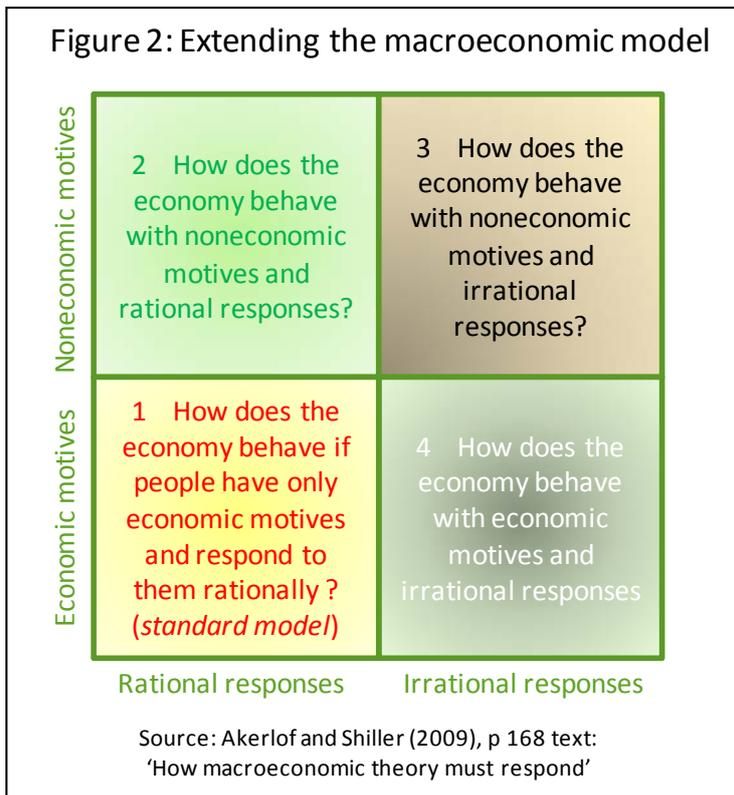 Figure 2: Extending the macroeconomic model
Noneconomic motives
2 How does the
economy behave
with noneconomic
motives and
rational responses?
3 How does the
economy behave
with noneconomic
motives and
irrational
responses?
Economic motives
1 How does the
economy behave if
people have only
economic motives
and respond to
them rationally ?
(standard model)
4 How does the
economy behave
with economic
motives and
irrational responses
Rational responses
Irrational responses
Source: Akerlof and Shiller (2009), p 168 text:
‘How macroeconomic theory must respond’